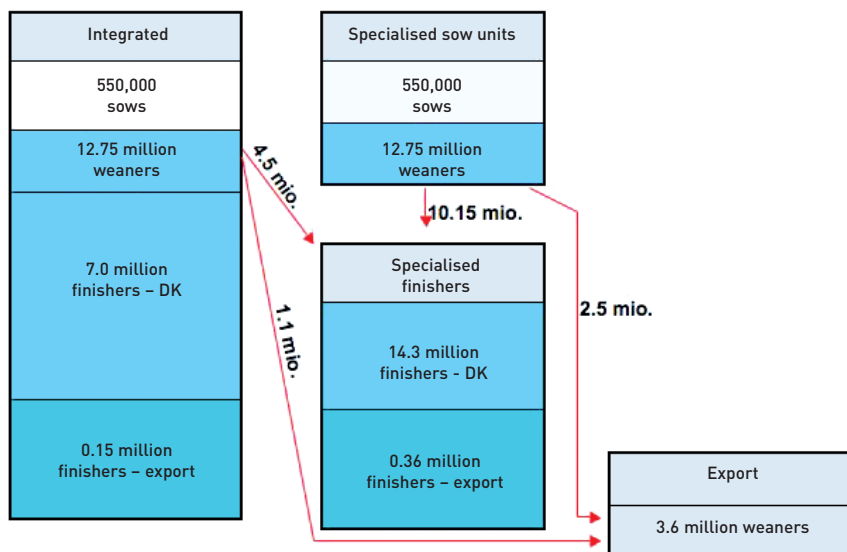 Integrated
550,000
sows
12.75 million
weaners
7.0 million
finishers – DK
0.15 million
finishers – export
4.5 mio.
1.1 mio.
Specialised sow units
550,000
sows
12.75 million
weaners
10.15 mio.
2.5 mio.
Specialised
finishers
14.3 million
finishers - DK
0.36 million
finishers – export
Export
3.6 million weaners